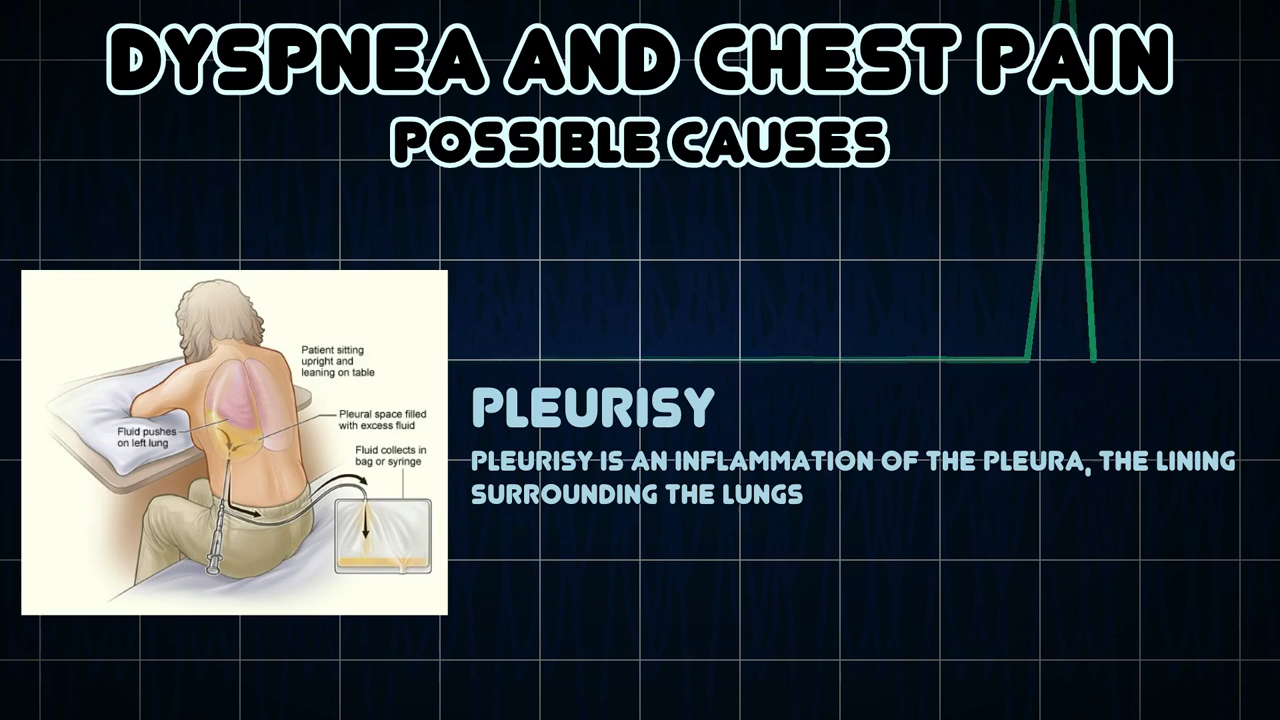 DYSPNEA AND CHEST PAIN
POSSIBLE CAUSES
Patient sitting
upright and
leaning on table
Pleural space filled
with excess fluid
Fluid pushes
on left lung
Fluid collects in
bag or syringe
PLEURISY
PLEURISY IS AN INFLAMMATION OF THE PLEURA, THE LINING
SURROUNDING THE LUNGS